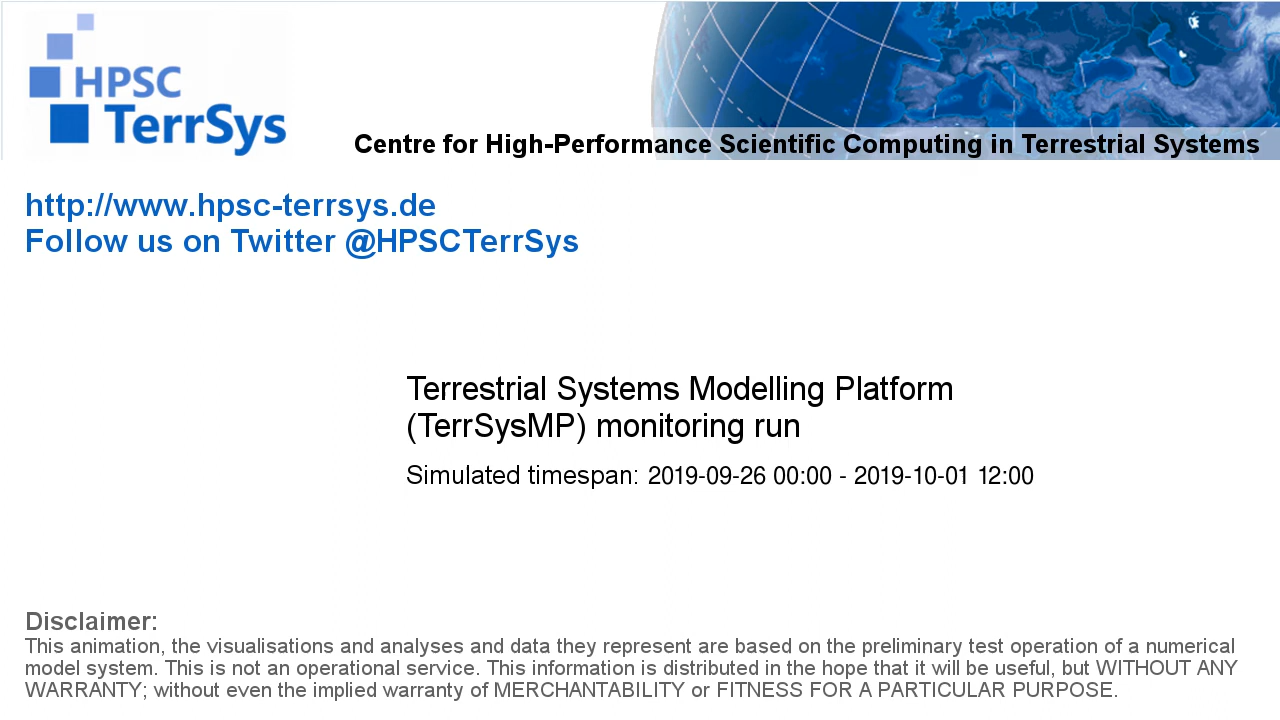 HPSC
TerrSys
Centre for High-Performance Scientific Computing in Terrestrial Systems
http://www.hpsc-terrsys.de
Follow us on Twitter @HPSCTerrSys
Terrestrial Systems Modelling Platform
(TerrSysMP) monitoring run
Simulated timespan: 2019-09-26 00:00 - 2019-10-01 12:00
Disclaimer:
This animation, the visualisations and analyses and data they represent are based on the preliminary test operation of a numerical
model system. This is not an operational service. This information is distributed in the hope that it will be useful, but WITHOUT ANY
WARRANTY; without even the implied warranty of MERCHANTABILITY or FITNESS FOR A PARTICULAR PURPOSE.